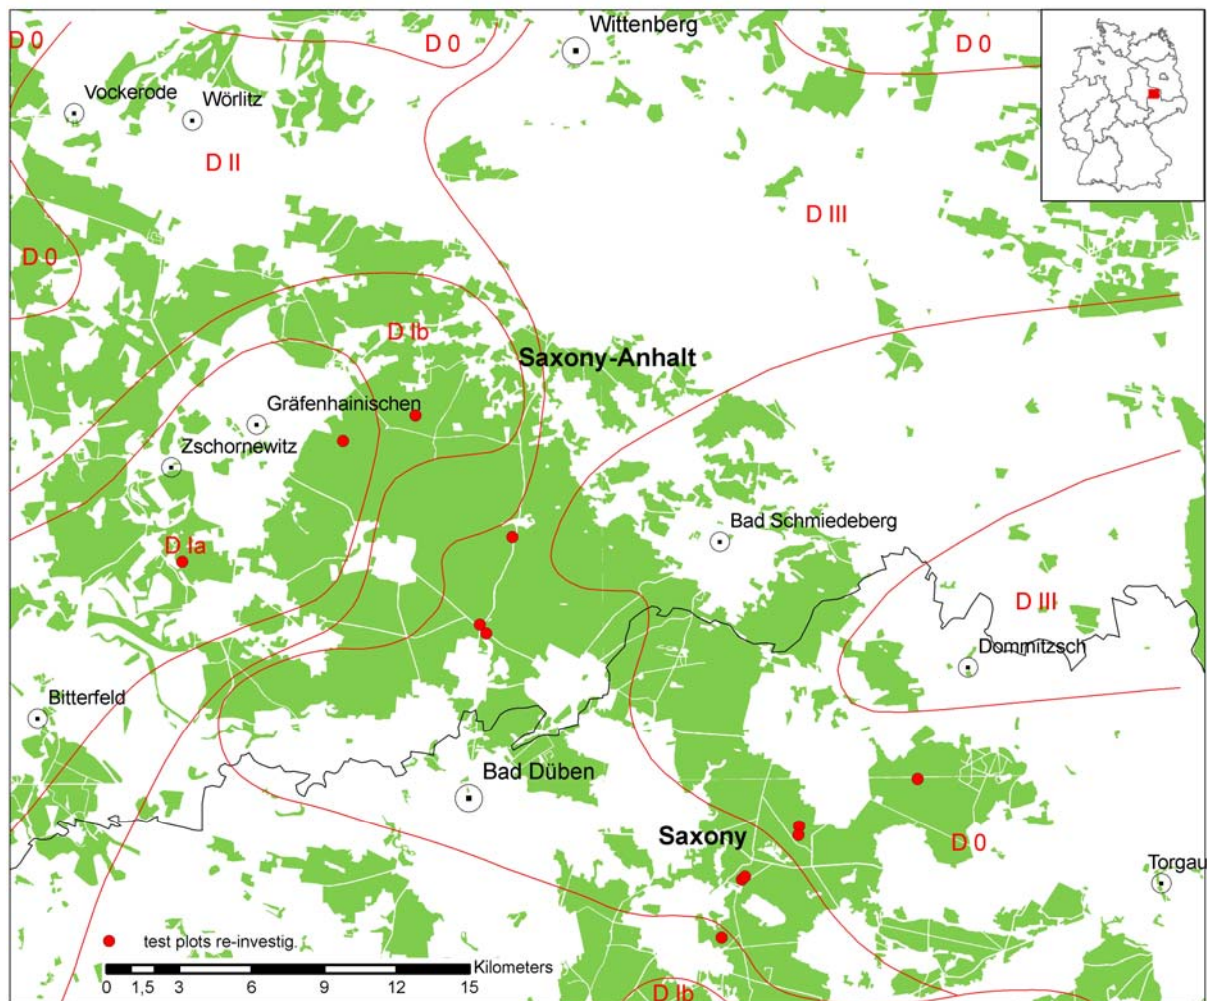 Wittenberg
D 0
D 0
D 0
Vockerode
Wörlitz
D II
D III
D 0
D Ib
Saxony-Anhalt
Gräfenhainischen
Zschornewitz
Bad Schmiedeberg
D Ia
D III
Dommitzsch
Bitterfeld
Bad Düben
Saxony
D 0
Torgau
test plots re-investig.
Kilometers
0 1,5 3 6 9 12 15
D Ib